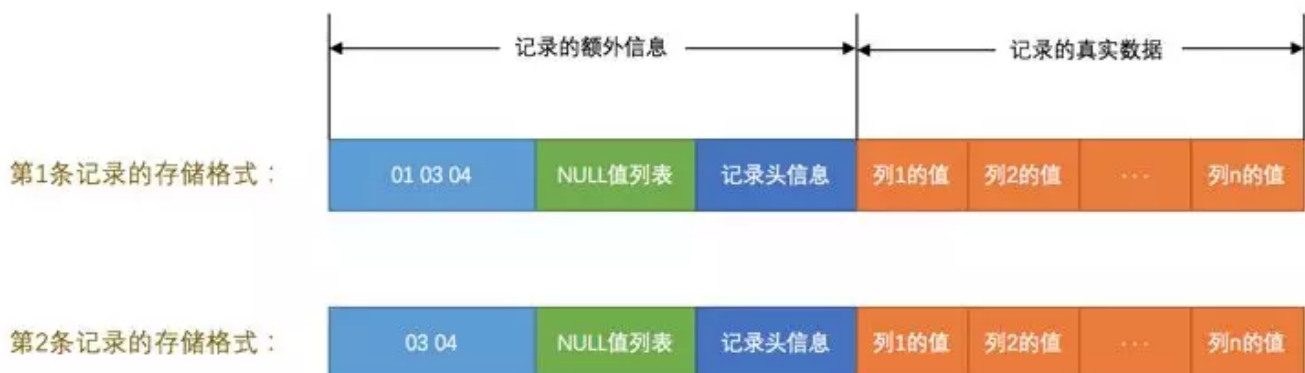 记录的额外信息 记录的真实数据
第1条记录的存储格式： 01 03 04 NULL值列表 记录头信息 列1的值 列2的值 ··· 列n的值
第2条记录的存储格式： 03 04 NULL值列表 记录头信息 列1的值 列2的值 ··· 列n的值